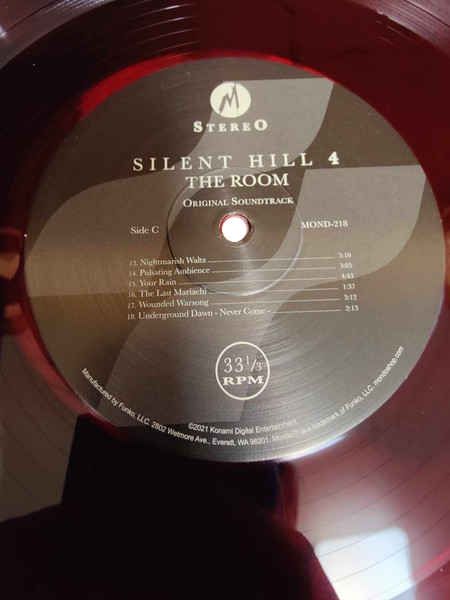 M
STEREO
SILENT HILL 4
THE ROOM
ORIGINAL SOUNDTRACK
Side C MOND-218
13. Nightmarish Waltz 3:10
14. Pulsating Ambience 3:05
15. Your Rain 4:43
16. The Last Mariachi 1:37
17. Wounded Warsong 3:12
18. Underground Dawn - Never Come - 2:13
33 1/3
RPM
©2021 Konami Digital Entertainment
Manufactured by Funko, LLC. 2802 Wetmore Ave., Everett, WA 98201. Mondo® is a trademark of Funko, LLC. mondoshop.com